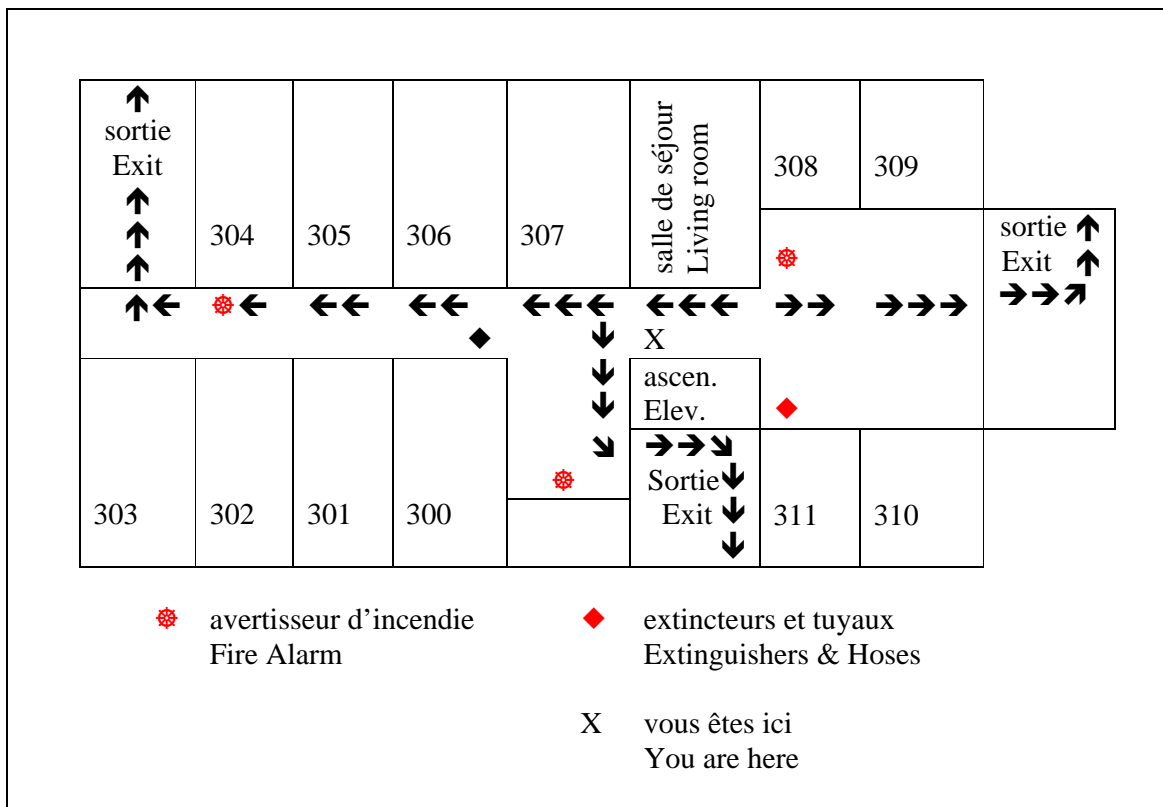 sortie
Exit
304
305
306
307
salle de séjour
Living room
308
309
sortie
Exit
X
ascen.
Elev.
303
302
301
300
Sortie
Exit
311
310
avertisseur d'incendie
Fire Alarm
extincteurs et tuyaux
Extinguishers & Hoses
X vous êtes ici
You are here